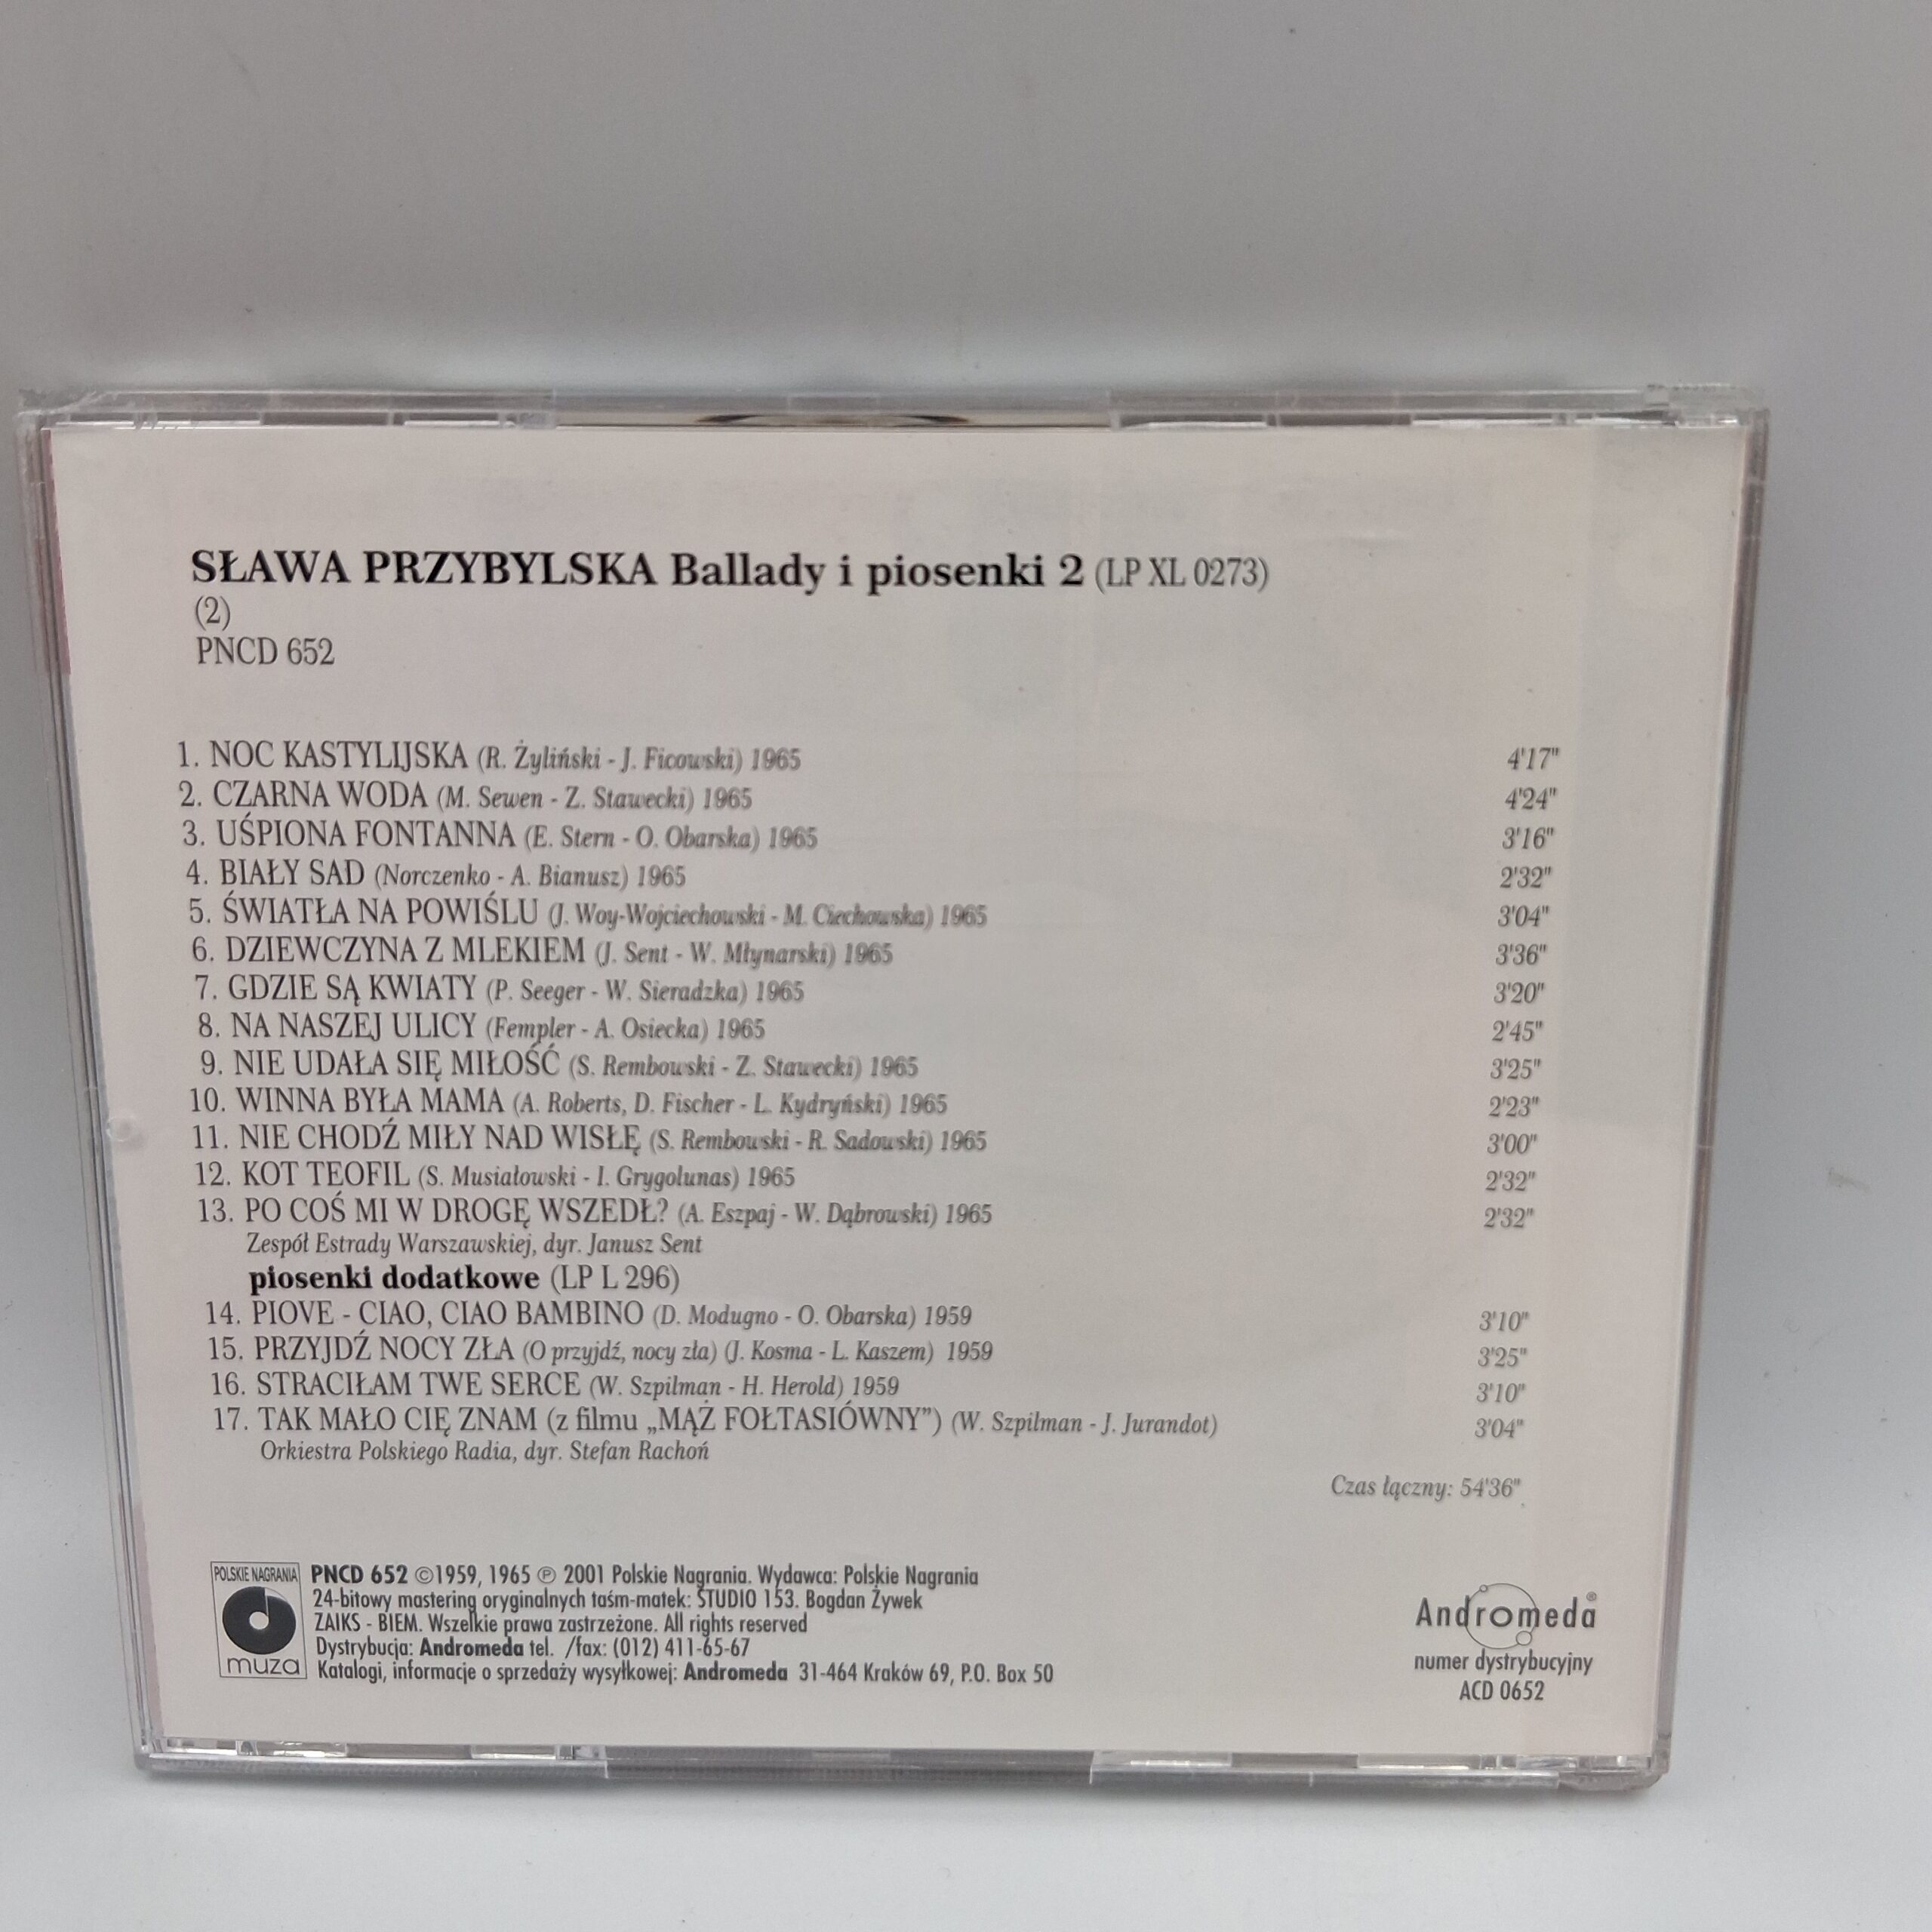 SŁAWA PRZYBYLSKA Ballady i piosenki 2 (LP XL 0273)
(2)
PNCD 652
1. NOC KASTYLIJSKA (R. Żyliński - J. Ficowski) 1965 4'17"
2. CZARNA WODA (M. Sewen - Z. Stawecki) 1965 4'24"
3. UŚPIONA FONTANNA (E. Stern - O. Obarska) 1965 3'16"
4. BIAŁY SAD (Norczenko - A. Bianusz) 1965 2'32"
5. ŚWIATŁA NA POWIŚLU (J. Woy-Wojciechowski - M. Ciechowska) 1965 3'04"
6. DZIEWCZYNA Z MLEKIEM (J. Sent - W. Młynarski) 1965 3'36"
7. GDZIE SĄ KWIATY (P. Seeger - W. Sieradzka) 1965 3'20"
8. NA NASZEJ ULICY (Fempler - A. Osiecka) 1965 2'45"
9. NIE UDAŁA SIĘ MIŁOŚĆ (S. Rembowski - Z. Stawecki) 1965 3'25"
10. WINNA BYŁA MAMA (A. Roberts, D. Fischer - L. Kydryński) 1965 2'23"
11. NIE CHODŹ MIŁY NAD WISŁĘ (S. Rembowski - R. Sadowski) 1965 3'00"
12. KOT TEOFIL (S. Musiałowski - I. Grygolunas) 1965 2'32"
13. PO COŚ MI W DROGĘ WSZEDŁ? (A. Eszpaj - W. Dąbrowski) 1965 2'32"
Zespół Estrady Warszawskiej, dyr. Janusz Sent
piosenki dodatkowe (LP L 296)
14. PIOVE - CIAO, CIAO BAMBINO (D. Modugno - O. Obarska) 1959 3'10"
15. PRZYJDŹ NOCY ZŁA (O przyjdź, nocy zła) (J. Kosma - L. Kaszem) 1959 3'25"
16. STRACIŁAM TWE SERCE (W. Szpilman - H. Herold) 1959 3'10"
17. TAK MAŁO CIĘ ZNAM (z filmu „MĄŻ FOŁTASIÓWNY”) (W. Szpilman - J. Jurandot) 3'04"
Orkiestra Polskiego Radia, dyr. Stefan Rachoń
Czas łączny: 54'36"
POLSKIE NAGRANIA
muza
PNCD 652 ©1959, 1965 ℗ 2001 Polskie Nagrania. Wydawca: Polskie Nagrania
24-bitowy mastering oryginalnych taśm-matek: STUDIO 153. Bogdan Żywek
ZAIKS - BIEM. Wszelkie prawa zastrzeżone. All rights reserved
Dystrybucja: Andromeda tel. /fax: (012) 411-65-67
Katalogi, informacje o sprzedaży wysyłkowej: Andromeda 31-464 Kraków 69, P.O. Box 50
Andromeda®
numer dystrybucyjny
ACD 0652